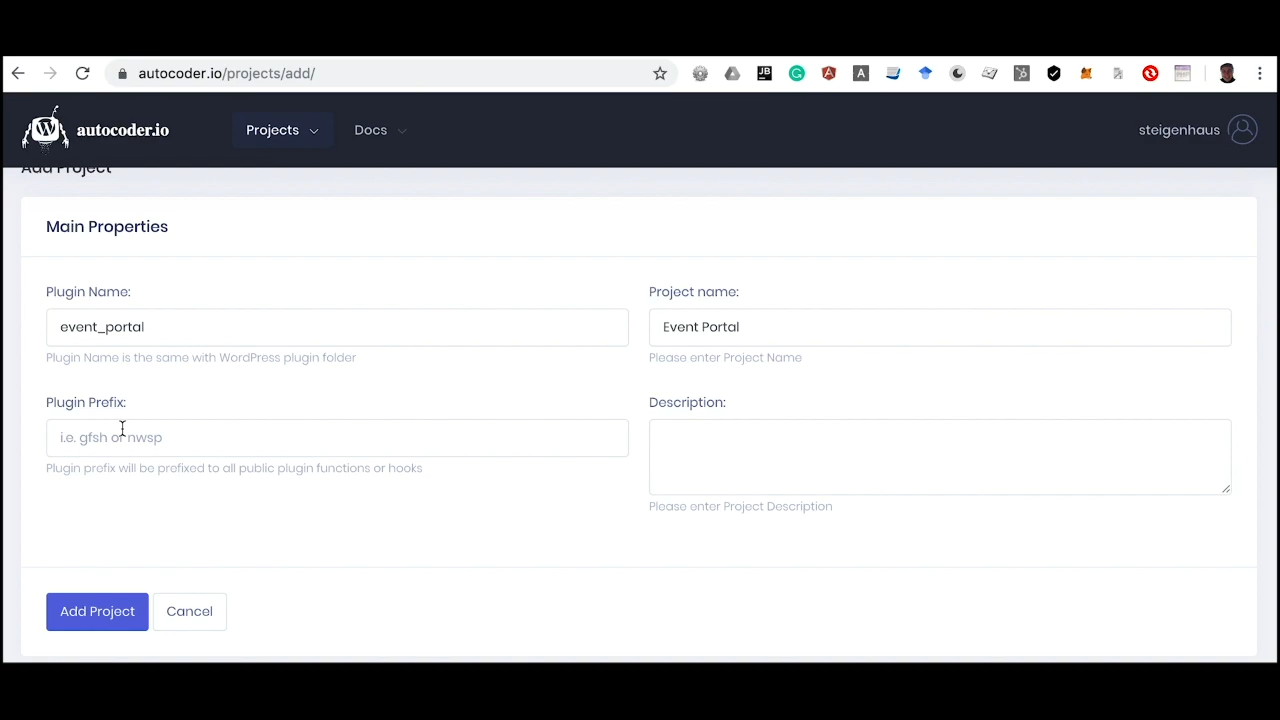 autocoder.io/projects/add/
JB
A
W
autocoder.io
Projects
Docs
steigenhaus
Add Project
Main Properties
Plugin Name:
Project name:
event_portal
Event Portal
Plugin Name is the same with WordPress plugin folder
Please enter Project Name
Plugin Prefix:
Description:
i.e. gfsh or nwsp
Plugin prefix will be prefixed to all public plugin functions or hooks
Please enter Project Description
Add Project
Cancel